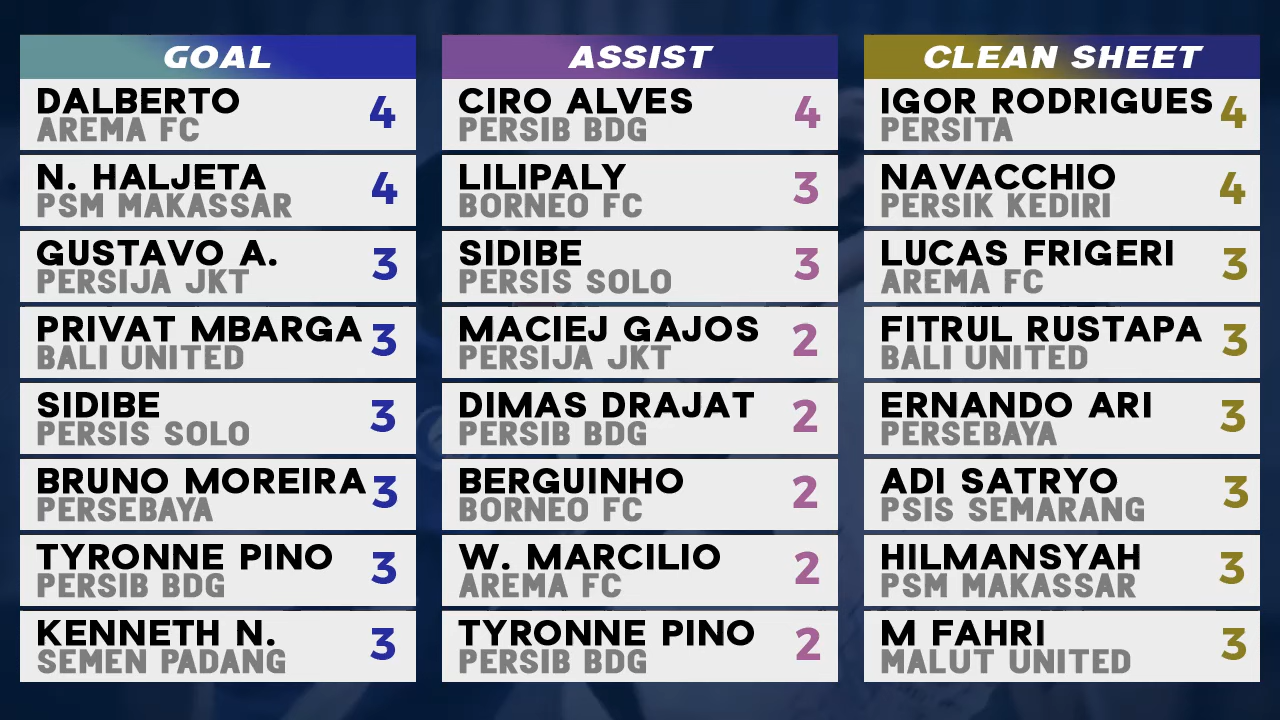 GOAL
DALBERTO 4
AREMA FC
N. HALJETA 4
PSM MAKASSAR
GUSTAVO A. 3
PERSIJA JKT
PRIVAT MBARGA 3
BALI UNITED
SIDIBE 3
PERSIS SOLO
BRUNO MOREIRA 3
PERSEBAYA
TYRONNE PINO 3
PERSIB BDG
KENNETH N. 3
SEMEN PADANG
ASSIST
CIRO ALVES 4
PERSIB BDG
LILIPALY 3
BORNEO FC
SIDIBE 3
PERSIS SOLO
MACIEJ GAJOS 2
PERSIJA JKT
DIMAS DRAJAT 2
PERSIB BDG
BERGUINHO 2
BORNEO FC
W. MARCILIO 2
AREMA FC
TYRONNE PINO 2
PERSIB BDG
CLEAN SHEET
IGOR RODRIGUES 4
PERSITA
NAVACCHIO 4
PERSIK KEDIRI
LUCAS FRIGERI 3
AREMA FC
FITRUL RUSTAPA 3
BALI UNITED
ERNANDO ARI 3
PERSEBAYA
ADI SATRYO 3
PSIS SEMARANG
HILMANSYAH 3
PSM MAKASSAR
M FAHRI 3
MALUT UNITED